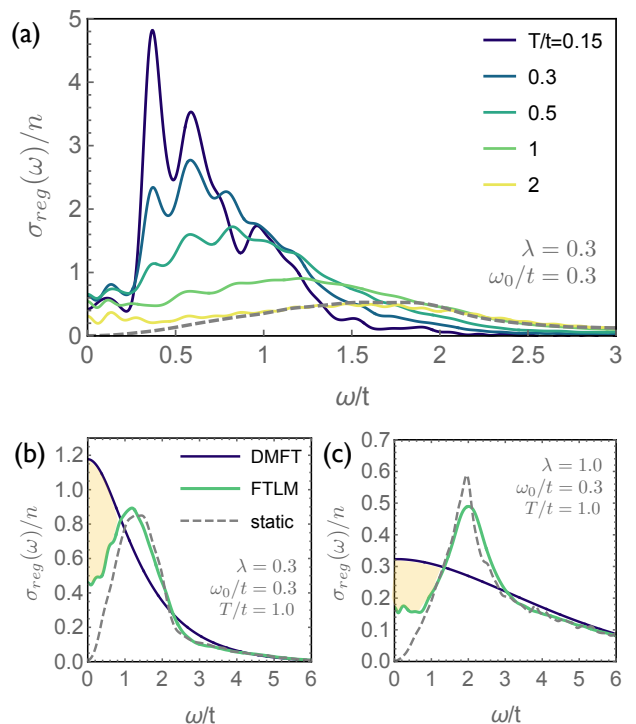 (a)
5
4
3
2
1
0
σreg(ω)/n
T/t=0.15
0.3
0.5
1
2
λ = 0.3
ω0/t = 0.3
0 0.5 1 1.5 2 2.5 3
ω/t
(b)
1.2
1.0
0.8
0.6
0.4
0.2
0.0
σreg(ω)/n
DMFT
FTLM
static
λ = 0.3
ω0/t = 0.3
T/t = 1.0
0 1 2 3 4 5 6
ω/t
(c)
0.7
0.6
0.5
0.4
0.3
0.2
0.1
0.0
σreg(ω)/n
λ = 1.0
ω0/t = 0.3
T/t = 1.0
0 1 2 3 4 5 6
ω/t